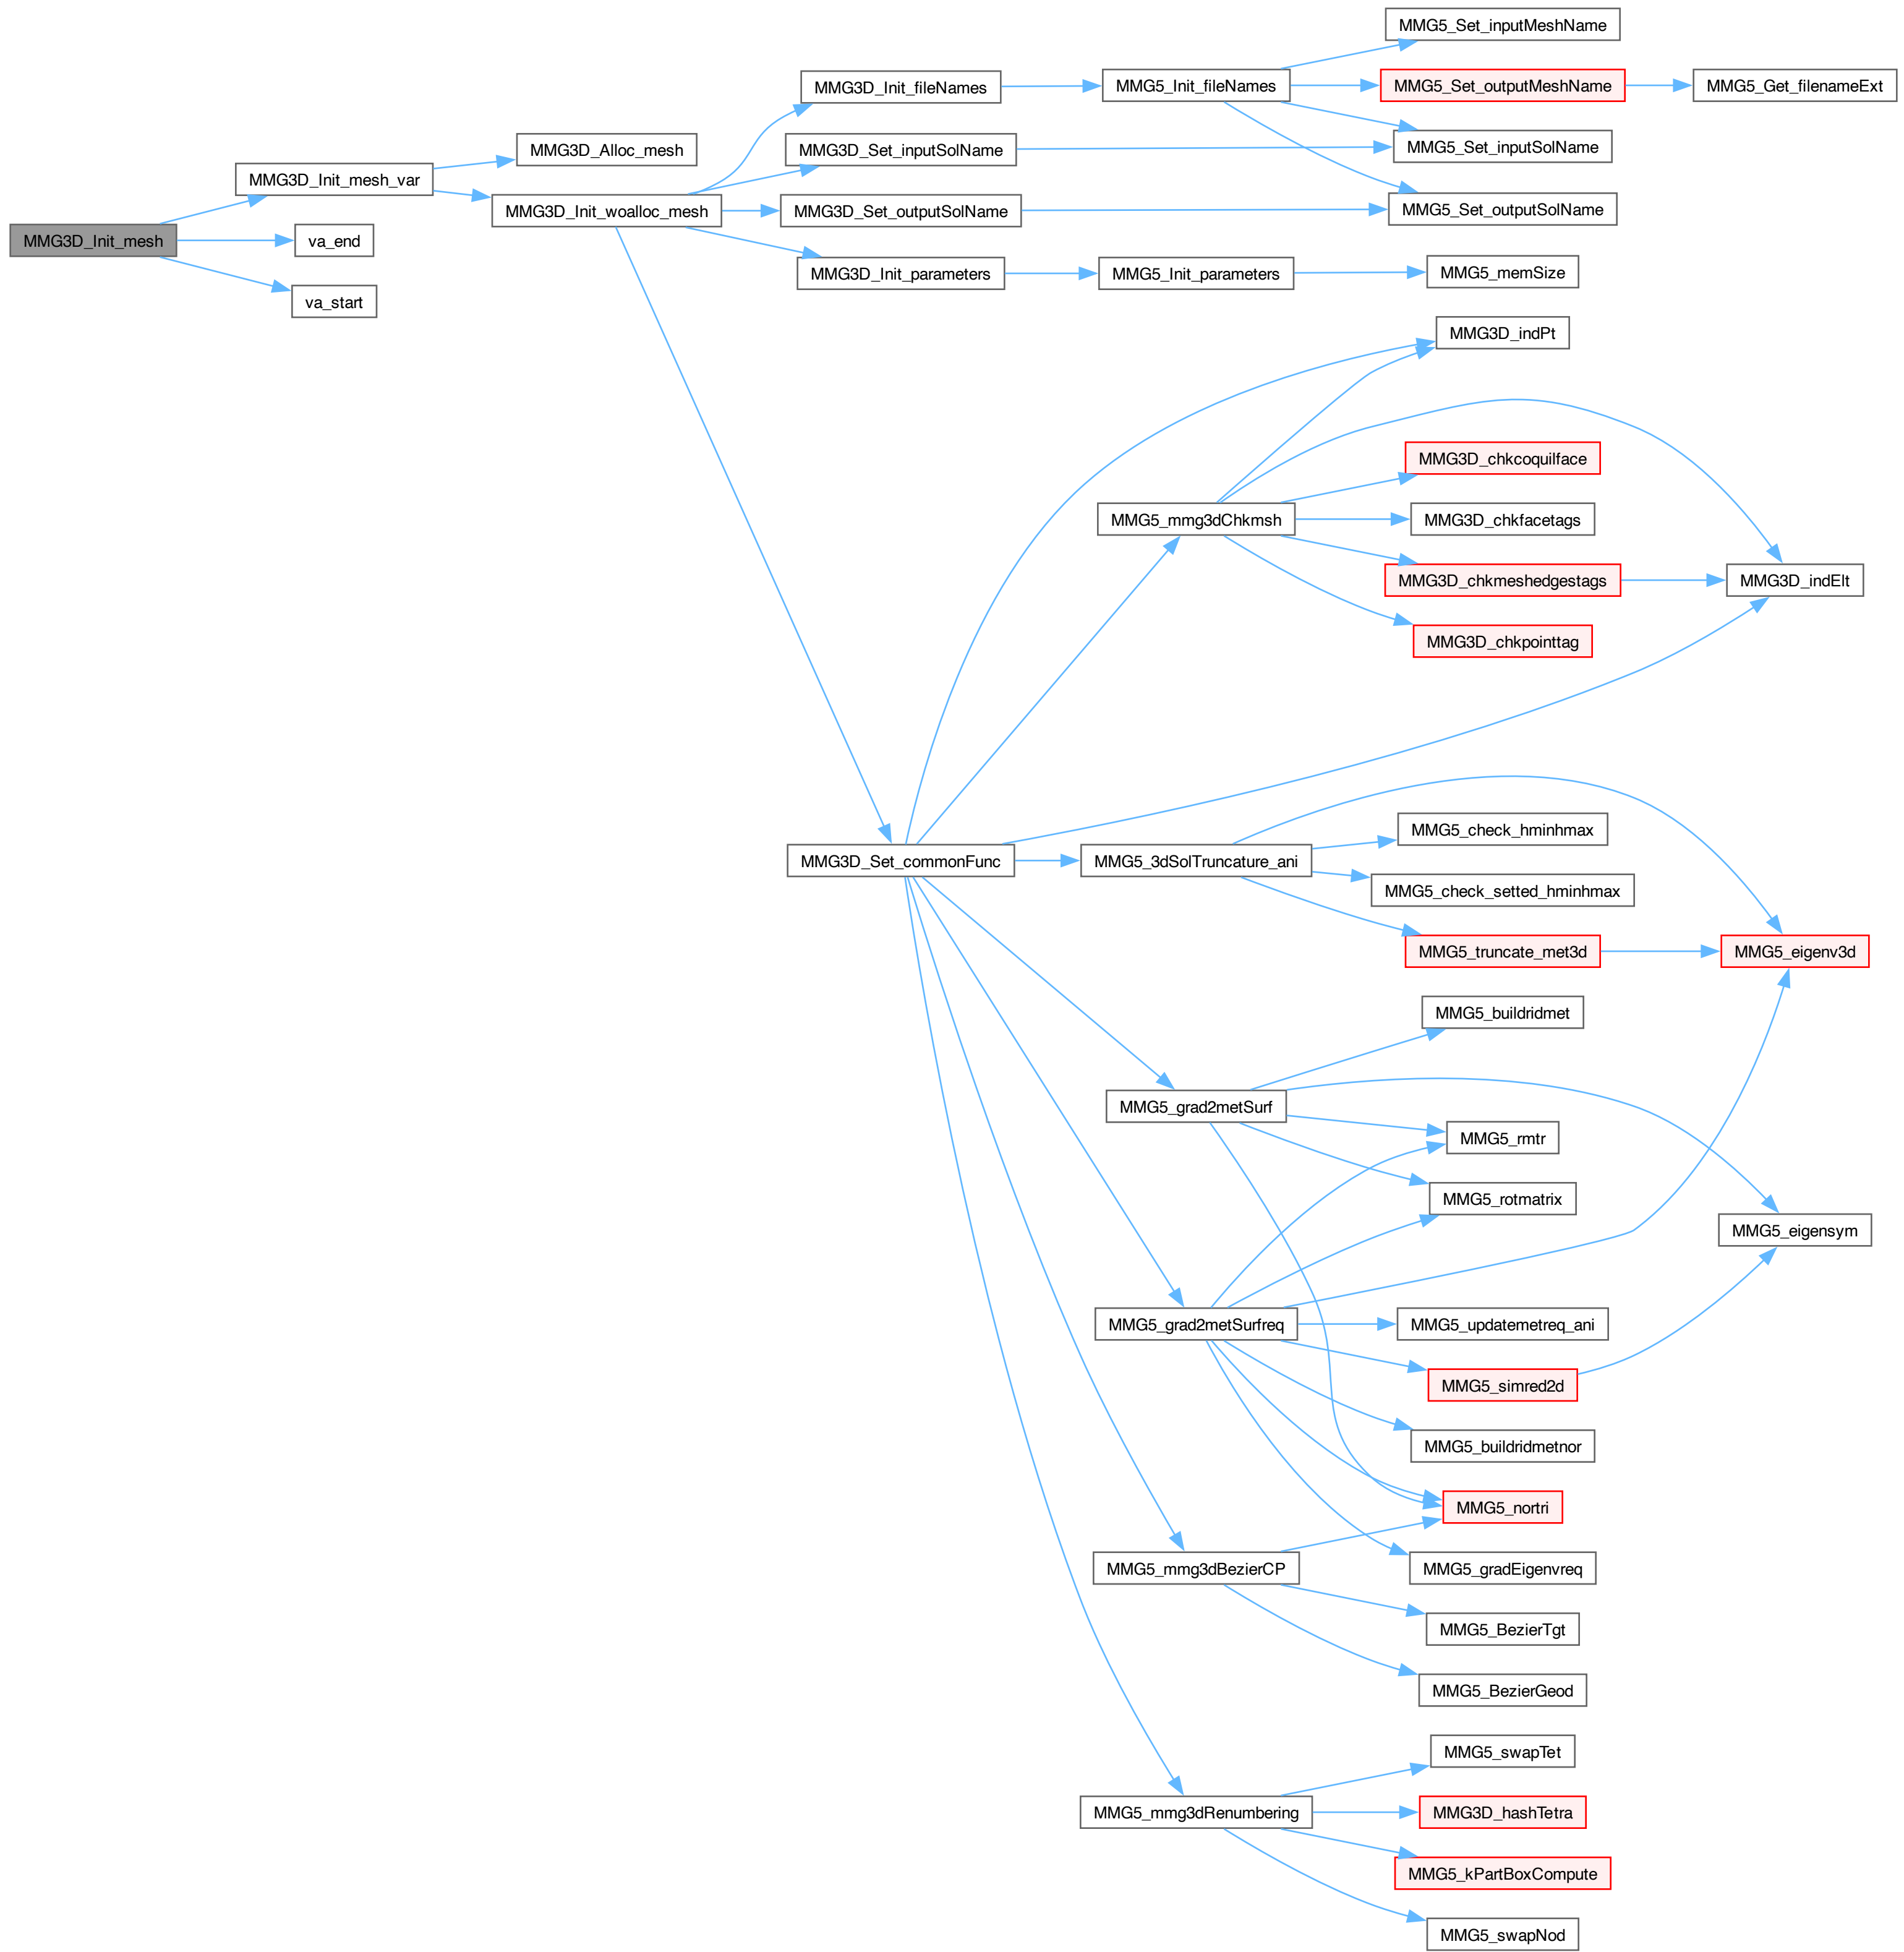 MMG3D_Init_mesh
MMG3D_Init_mesh_var
va_end
va_start
MMG3D_Alloc_mesh
MMG3D_Init_woalloc_mesh
MMG3D_Init_fileNames
MMG3D_Set_inputSolName
MMG3D_Set_outputSolName
MMG3D_Init_parameters
MMG3D_Set_commonFunc
MMG5_Init_fileNames
MMG5_Init_parameters
MMG5_mmg3dChkmsh
MMG5_3dSolTruncature_ani
MMG5_grad2metSurf
MMG5_grad2metSurfreq
MMG5_mmg3dBezierCP
MMG5_mmg3dRenumbering
MMG5_Set_inputMeshName
MMG5_Set_outputMeshName
MMG5_Set_inputSolName
MMG5_Set_outputSolName
MMG5_memSize
MMG3D_indPt
MMG3D_chkcoquilface
MMG3D_chkfacetags
MMG3D_chkmeshedgestags
MMG3D_chkpointtag
MMG5_check_hminhmax
MMG5_check_setted_hminhmax
MMG5_truncate_met3d
MMG5_buildridmet
MMG5_rmtr
MMG5_rotmatrix
MMG5_updatemetreq_ani
MMG5_simred2d
MMG5_buildridmetnor
MMG5_nortri
MMG5_gradEigenvreq
MMG5_BezierTgt
MMG5_BezierGeod
MMG5_swapTet
MMG3D_hashTetra
MMG5_kPartBoxCompute
MMG5_swapNod
MMG5_Get_filenameExt
MMG3D_indElt
MMG5_eigenv3d
MMG5_eigensym